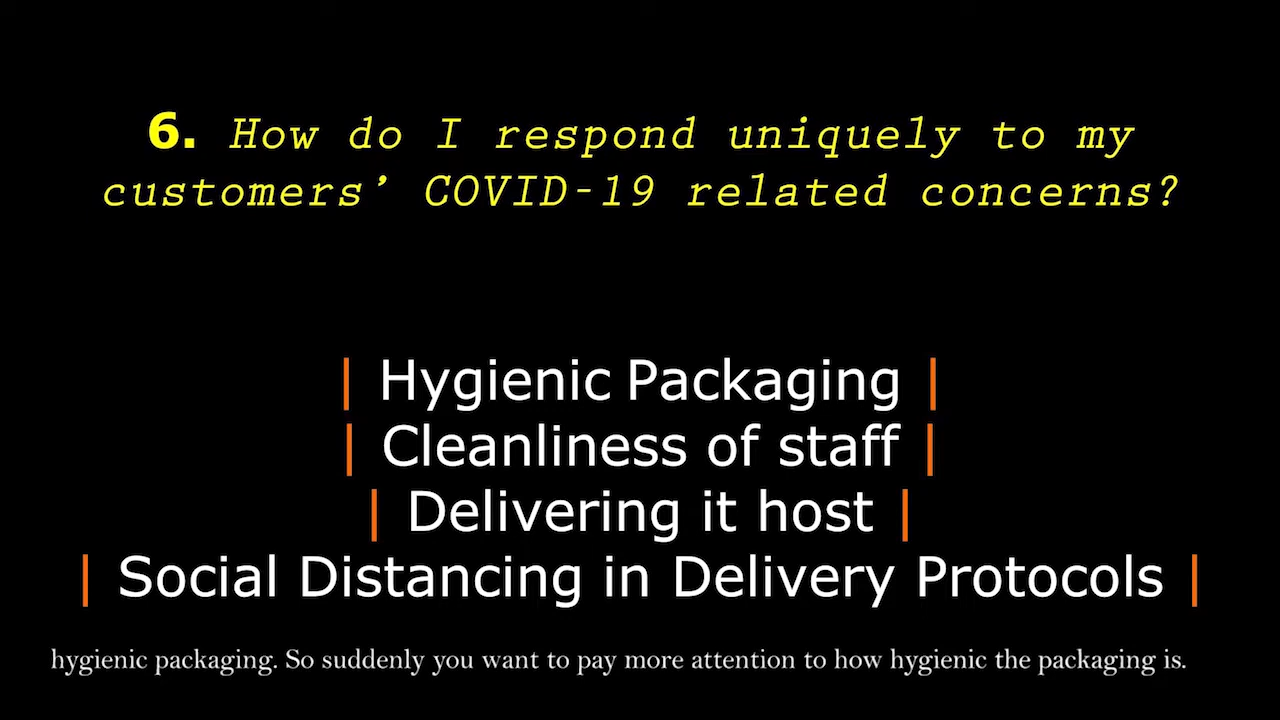 6. How do I respond uniquely to my
customers’ COVID-19 related concerns?
| Hygienic Packaging |
| Cleanliness of staff |
| Delivering it host |
| Social Distancing in Delivery Protocols |
hygienic packaging. So suddenly you want to pay more attention to how hygienic the packaging is.